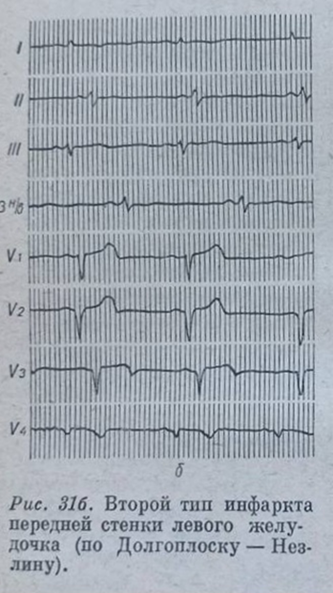 I
II
III
3 н/б
V1
V2
V3
V4
б
Рис. 316. Второй тип инфаркта
передней стенки левого желу-
дочка (по Долгоплоску — Нез-
лину).